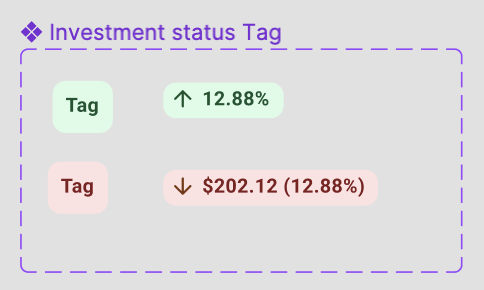 Investment status Tag
Tag
↑ 12.88%
Tag
↓ $202.12 (12.88%)